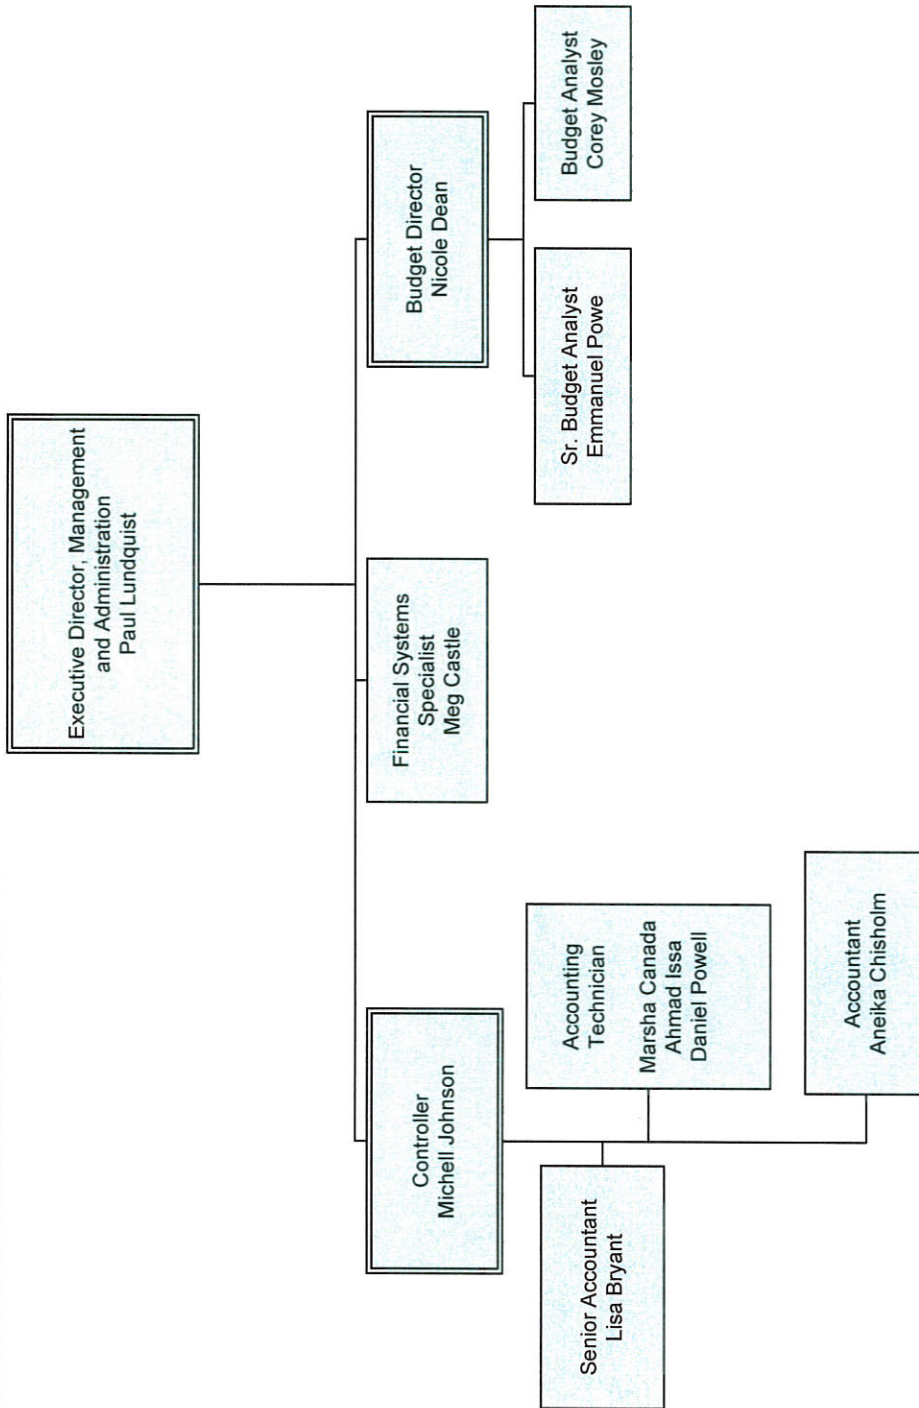 Executive Director, Management
and Administration
Paul Lundquist
Controller
Michell Johnson
Financial Systems
Specialist
Meg Castle
Budget Director
Nicole Dean
Senior Accountant
Lisa Bryant
Accounting
Technician
Marsha Canada
Ahmad Issa
Daniel Powell
Accountant
Aneika Chisholm
Sr. Budget Analyst
Emmanuel Powe
Budget Analyst
Corey Mosley